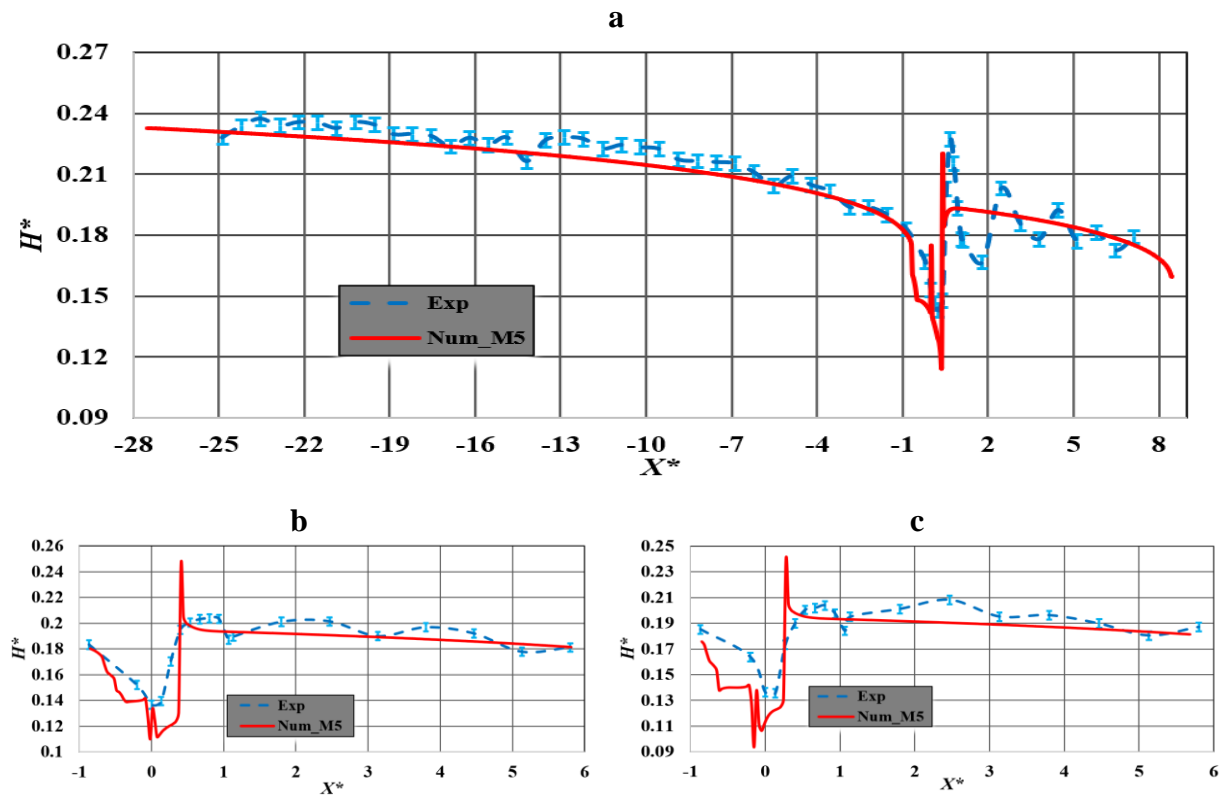 a
0.27
0.24
0.21
0.18
0.15
0.12
0.09
H*
Exp
Num_M5
-28 -25 -22 -19 -16 -13 -10 -7 -4 -1 2 5 8
X*
b
0.26
0.24
0.22
0.2
0.18
0.16
0.14
0.12
0.1
H*
Exp
Num_M5
-1 0 1 2 3 4 5 6
X*
c
0.25
0.23
0.21
0.19
0.17
0.15
0.13
0.11
0.09
H*
Exp
Num_M5
-1 0 1 2 3 4 5 6
X*